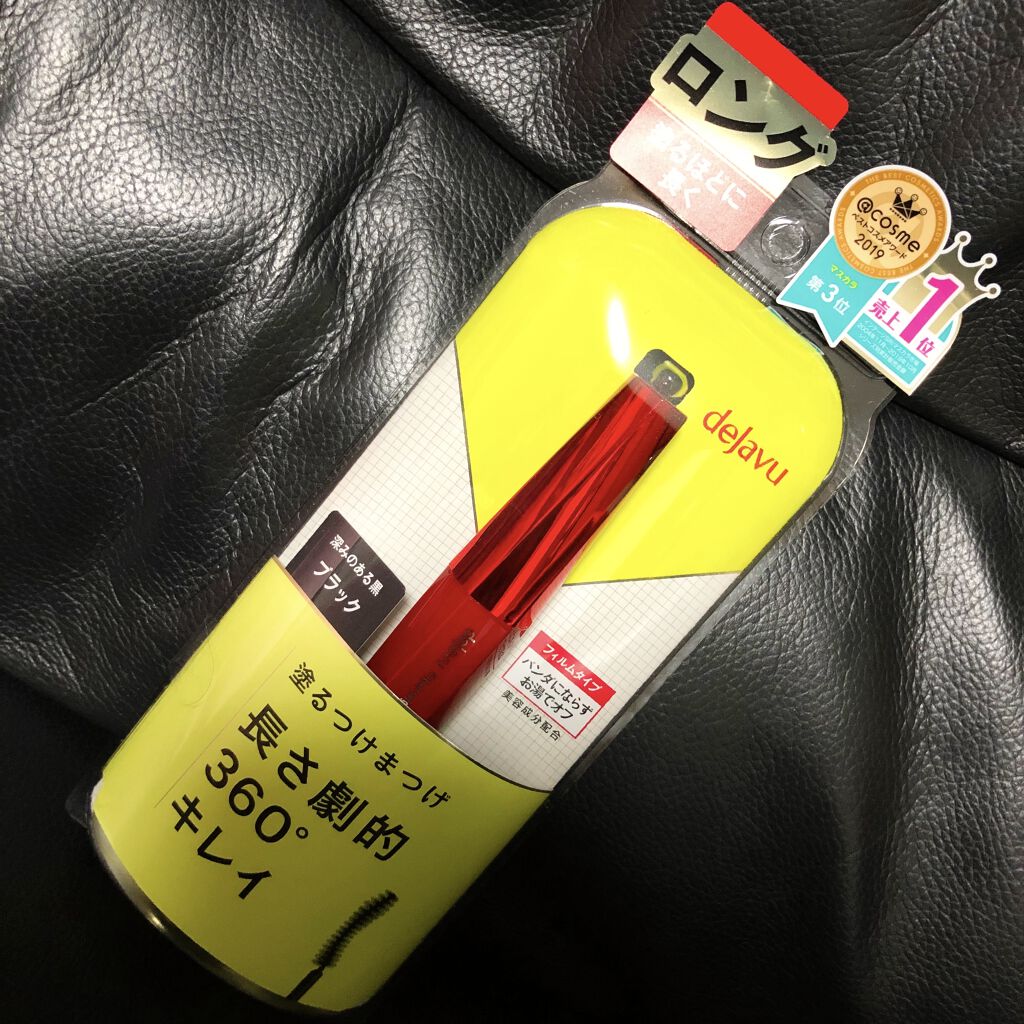 ロング
塗るほどに
長く
THE BEST COSMETICS AWARDS
@cosme
ベストコスメアワード
2019
マスカラ
第3位
売上1位
dejavu
深みのある黒
ブラック
フィルムタイプ
パンダにならず
お湯でオフ
美容成分配合
塗るつけまつげ
長さ劇的
360°
キレイ